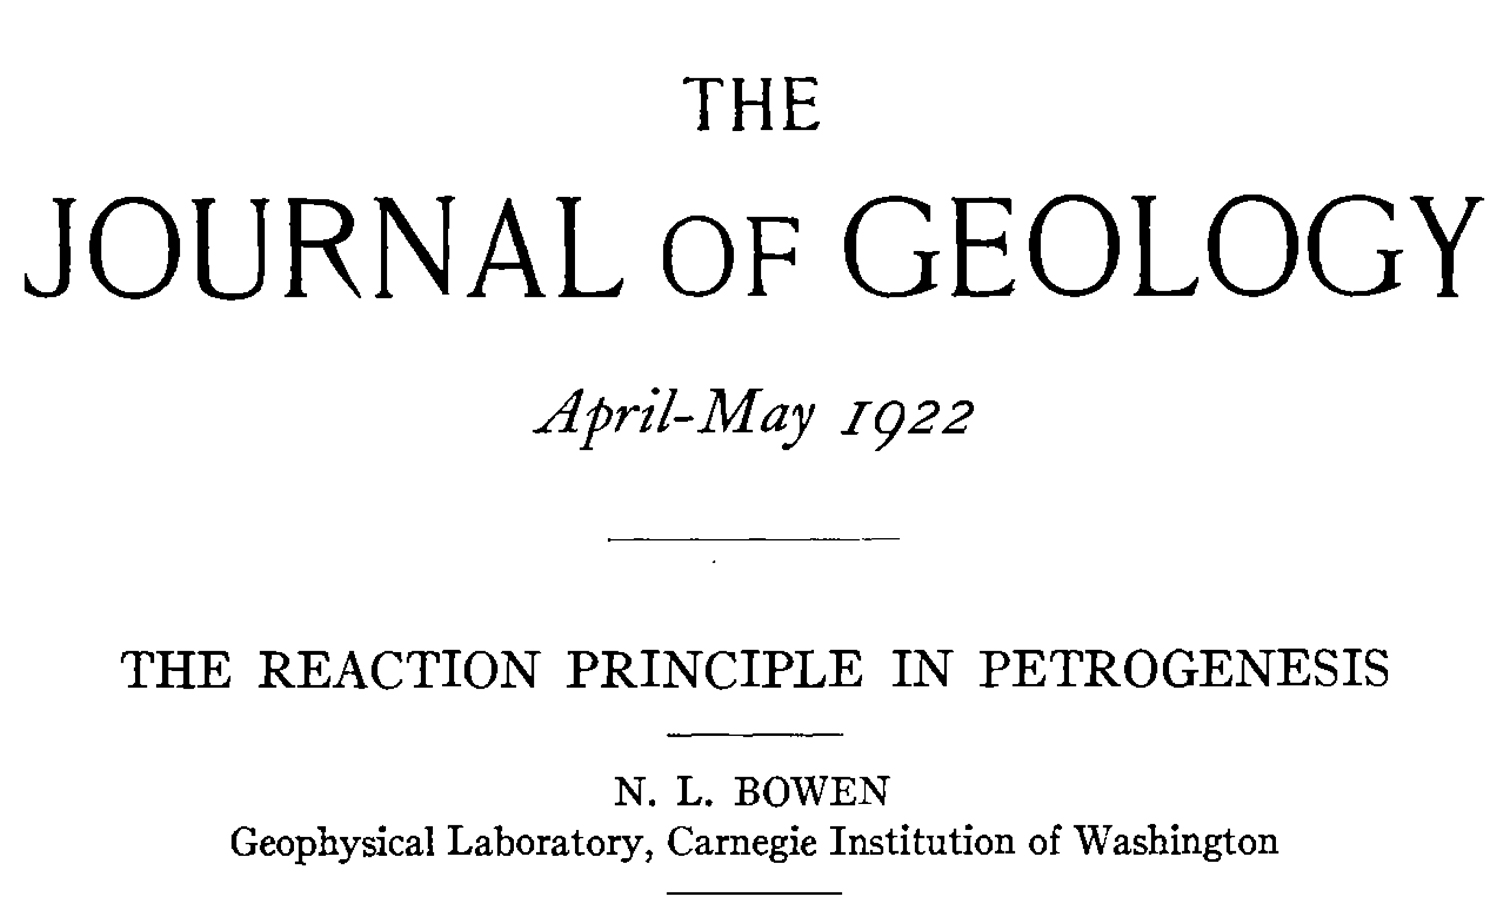 THE
JOURNAL OF GEOLOGY
April-May 1922
THE REACTION PRINCIPLE IN PETROGENESIS
N. L. BOWEN
Geophysical Laboratory, Carnegie Institution of Washington